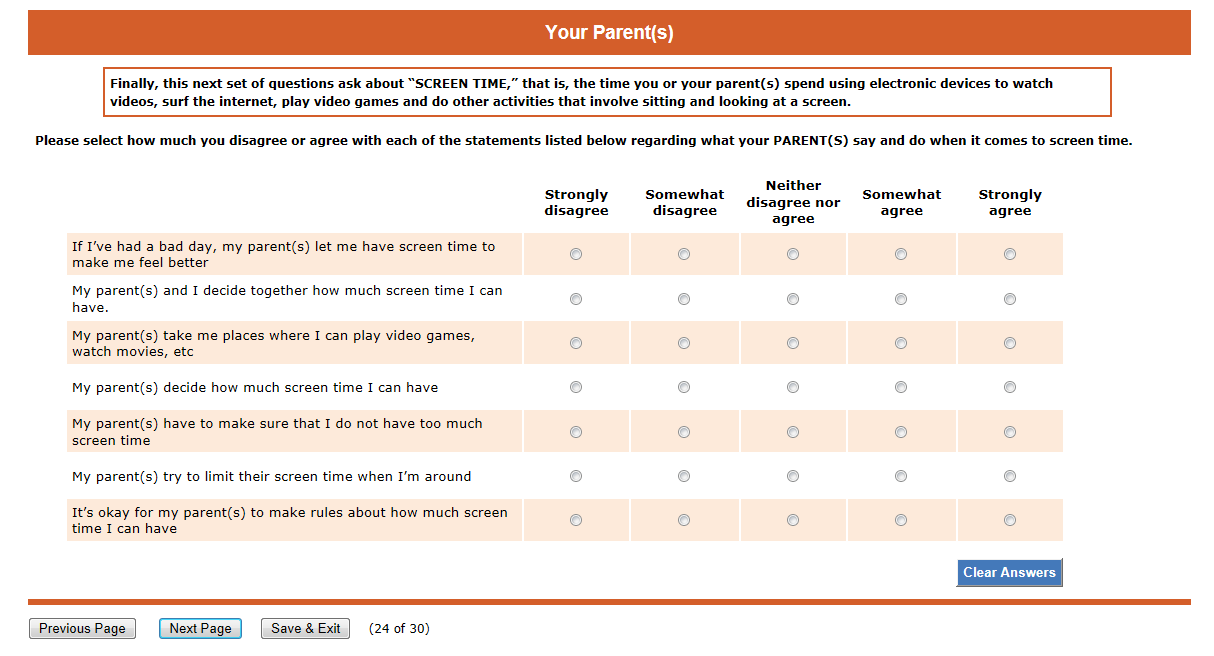 Your Parent(s)
Finally, this next set of questions ask about “SCREEN TIME,” that is, the time you or your parent(s) spend using electronic devices to watch
videos, surf the internet, play video games and do other activities that involve sitting and looking at a screen.
Please select how much you disagree or agree with each of the statements listed below regarding what your PARENT(S) say and do when it comes to screen time.
Strongly
disagree
Somewhat
disagree
Neither
disagree nor
agree
Somewhat
agree
Strongly
agree
If I’ve had a bad day, my parent(s) let me have screen time to
make me feel better
My parent(s) and I decide together how much screen time I can
have.
My parent(s) take me places where I can play video games,
watch movies, etc
My parent(s) decide how much screen time I can have
My parent(s) have to make sure that I do not have too much
screen time
My parent(s) try to limit their screen time when I’m around
It’s okay for my parent(s) to make rules about how much screen
time I can have
Clear Answers
Previous Page Next Page Save & Exit (24 of 30)